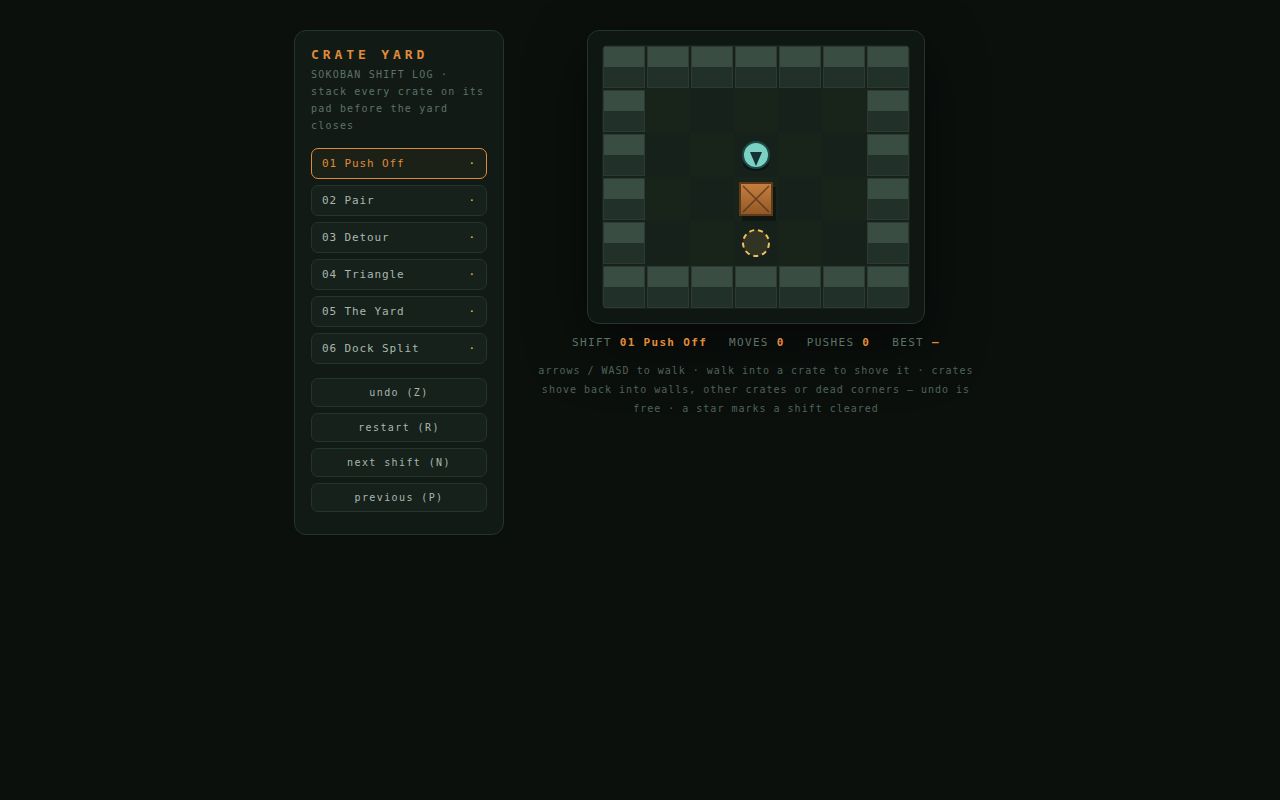 CRATE YARD
SOKOBAN SHIFT LOG ·
stack every crate on its
pad before the yard
closes
01 Push Off ·
02 Pair ·
03 Detour ·
04 Triangle ·
05 The Yard ·
06 Dock Split ·
undo (Z)
restart (R)
next shift (N)
previous (P)
SHIFT 01 Push Off MOVES 0 PUSHES 0 BEST —
arrows / WASD to walk · walk into a crate to shove it · crates
shove back into walls, other crates or dead corners — undo is
free · a star marks a shift cleared